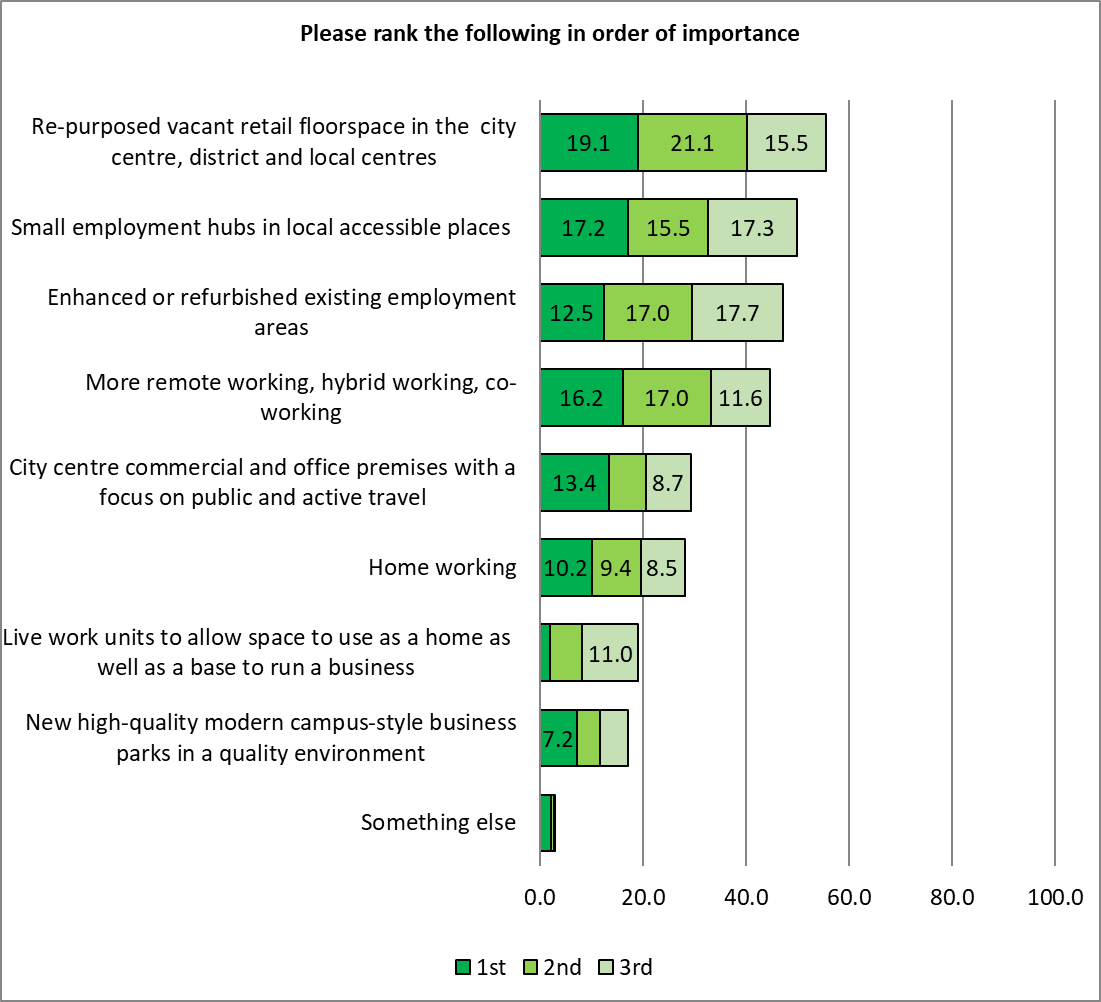 Please rank the following in order of importance
Re-purposed vacant retail floorspace in the city
centre, district and local centres
19.1 21.1 15.5
Small employment hubs in local accessible places
17.2 15.5 17.3
Enhanced or refurbished existing employment
areas
12.5 17.0 17.7
More remote working, hybrid working, co-
working
16.2 17.0 11.6
City centre commercial and office premises with a
focus on public and active travel
13.4 8.7
Home working
10.2 9.4 8.5
Live work units to allow space to use as a home as
well as a base to run a business
11.0
New high-quality modern campus-style business
parks in a quality environment
7.2
Something else
0.0 20.0 40.0 60.0 80.0 100.0
1st 2nd 3rd